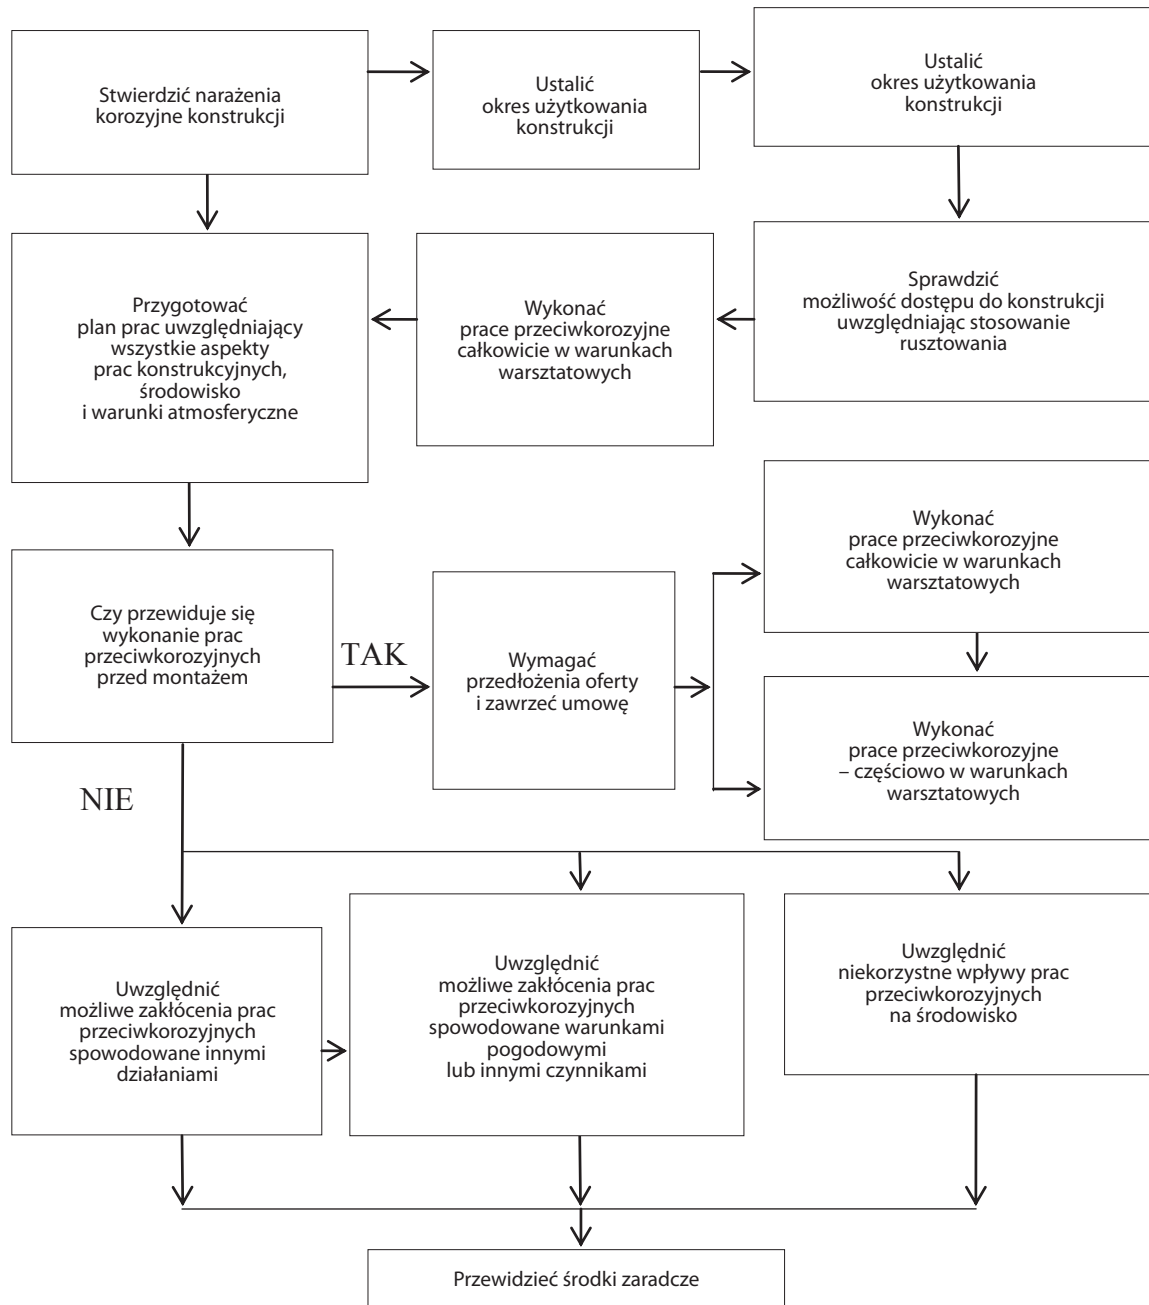 Stwierdzić narażenia
korozyjne konstrukcji
Ustalić
okres użytkowania
konstrukcji
Ustalić
okres użytkowania
konstrukcji
Przygotować
plan prac uwzględniający
wszystkie aspekty
prac konstrukcyjnych,
środowisko
i warunki atmosferyczne
Wykonać
prace przeciwkorozyjne
całkowicie w warunkach
warsztatowych
Sprawdzić
możliwość dostępu do konstrukcji
uwzględniając stosowanie
rusztowania
Czy przewiduje się
wykonanie prac
przeciwkorozyjnych
przed montażem
TAK
Wymagać
przedłożenia oferty
i zawrzeć umowę
Wykonać
prace przeciwkorozyjne
całkowicie w warunkach
warsztatowych
Wykonać
prace przeciwkorozyjne
– częściowo w warunkach
warsztatowych
NIE
Uwzględnić
możliwe zakłócenia prac
przeciwkorozyjnych
spowodowane innymi
działaniami
Uwzględnić
możliwe zakłócenia prac
przeciwkorozyjnych
spowodowane warunkami
pogodowymi
lub innymi czynnikami
Uwzględnić
niekorzystne wpływy prac
przeciwkorozyjnych
na środowisko
Przewidzieć środki zaradcze